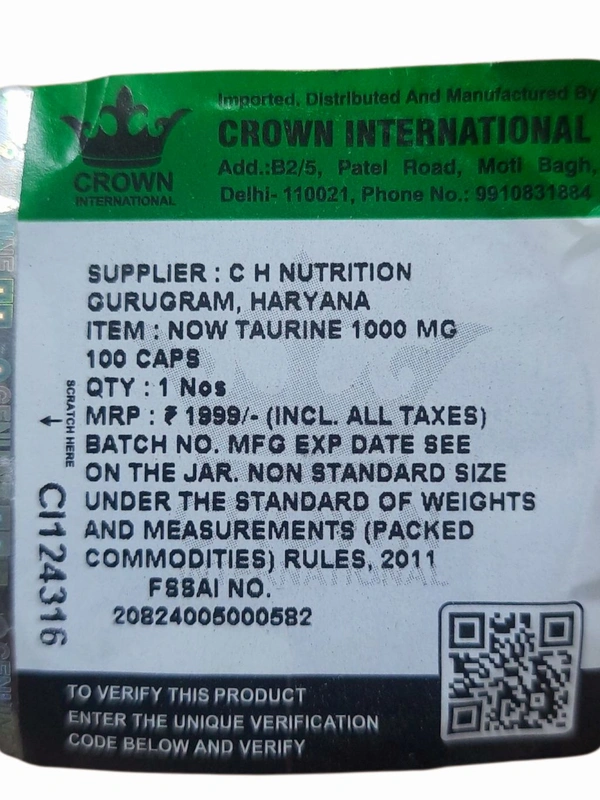 CROWN
INTERNATIONAL
Imported, Distributed And Manufactured By
CROWN INTERNATIONAL
Add.:B2/5, Patel Road, Moti Bagh,
Delhi- 110021, Phone No.: 9910831884
SUPPLIER : C H NUTRITION
GURUGRAM, HARYANA
ITEM : NOW TAURINE 1000 MG
100 CAPS
QTY : 1 Nos
MRP : ₹ 1999/- (INCL. ALL TAXES)
BATCH NO. MFG EXP DATE SEE
ON THE JAR. NON STANDARD SIZE
UNDER THE STANDARD OF WEIGHTS
AND MEASUREMENTS (PACKED
COMMODITIES) RULES, 2011
FSSAI NO.
20824005000582
SCRATCH HERE
CI124316
INTERNATIONAL
TO VERIFY THIS PRODUCT
ENTER THE UNIQUE VERIFICATION
CODE BELOW AND VERIFY